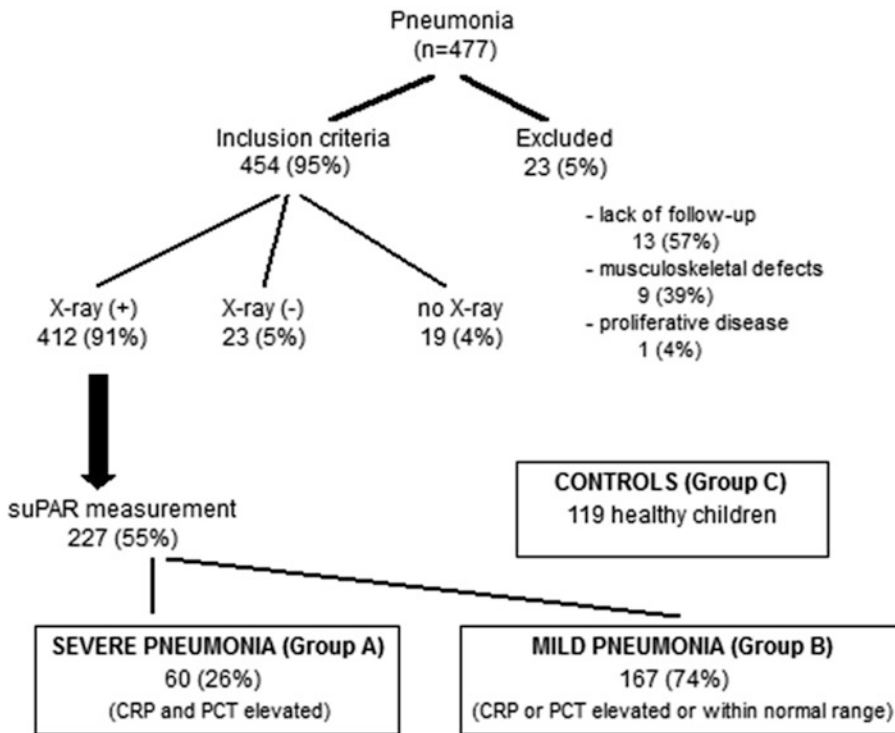 Pneumonia
(n=477)
Inclusion criteria
454 (95%)
Excluded
23 (5%)
- lack of follow-up
13 (57%)
- musculoskeletal defects
9 (39%)
- proliferative disease
1 (4%)
X-ray (+)
412 (91%)
X-ray (-)
23 (5%)
no X-ray
19 (4%)
suPAR measurement
227 (55%)
CONTROLS (Group C)
119 healthy children
SEVERE PNEUMONIA (Group A)
60 (26%)
(CRP and PCT elevated)
MILD PNEUMONIA (Group B)
167 (74%)
(CRP or PCT elevated or within normal range)